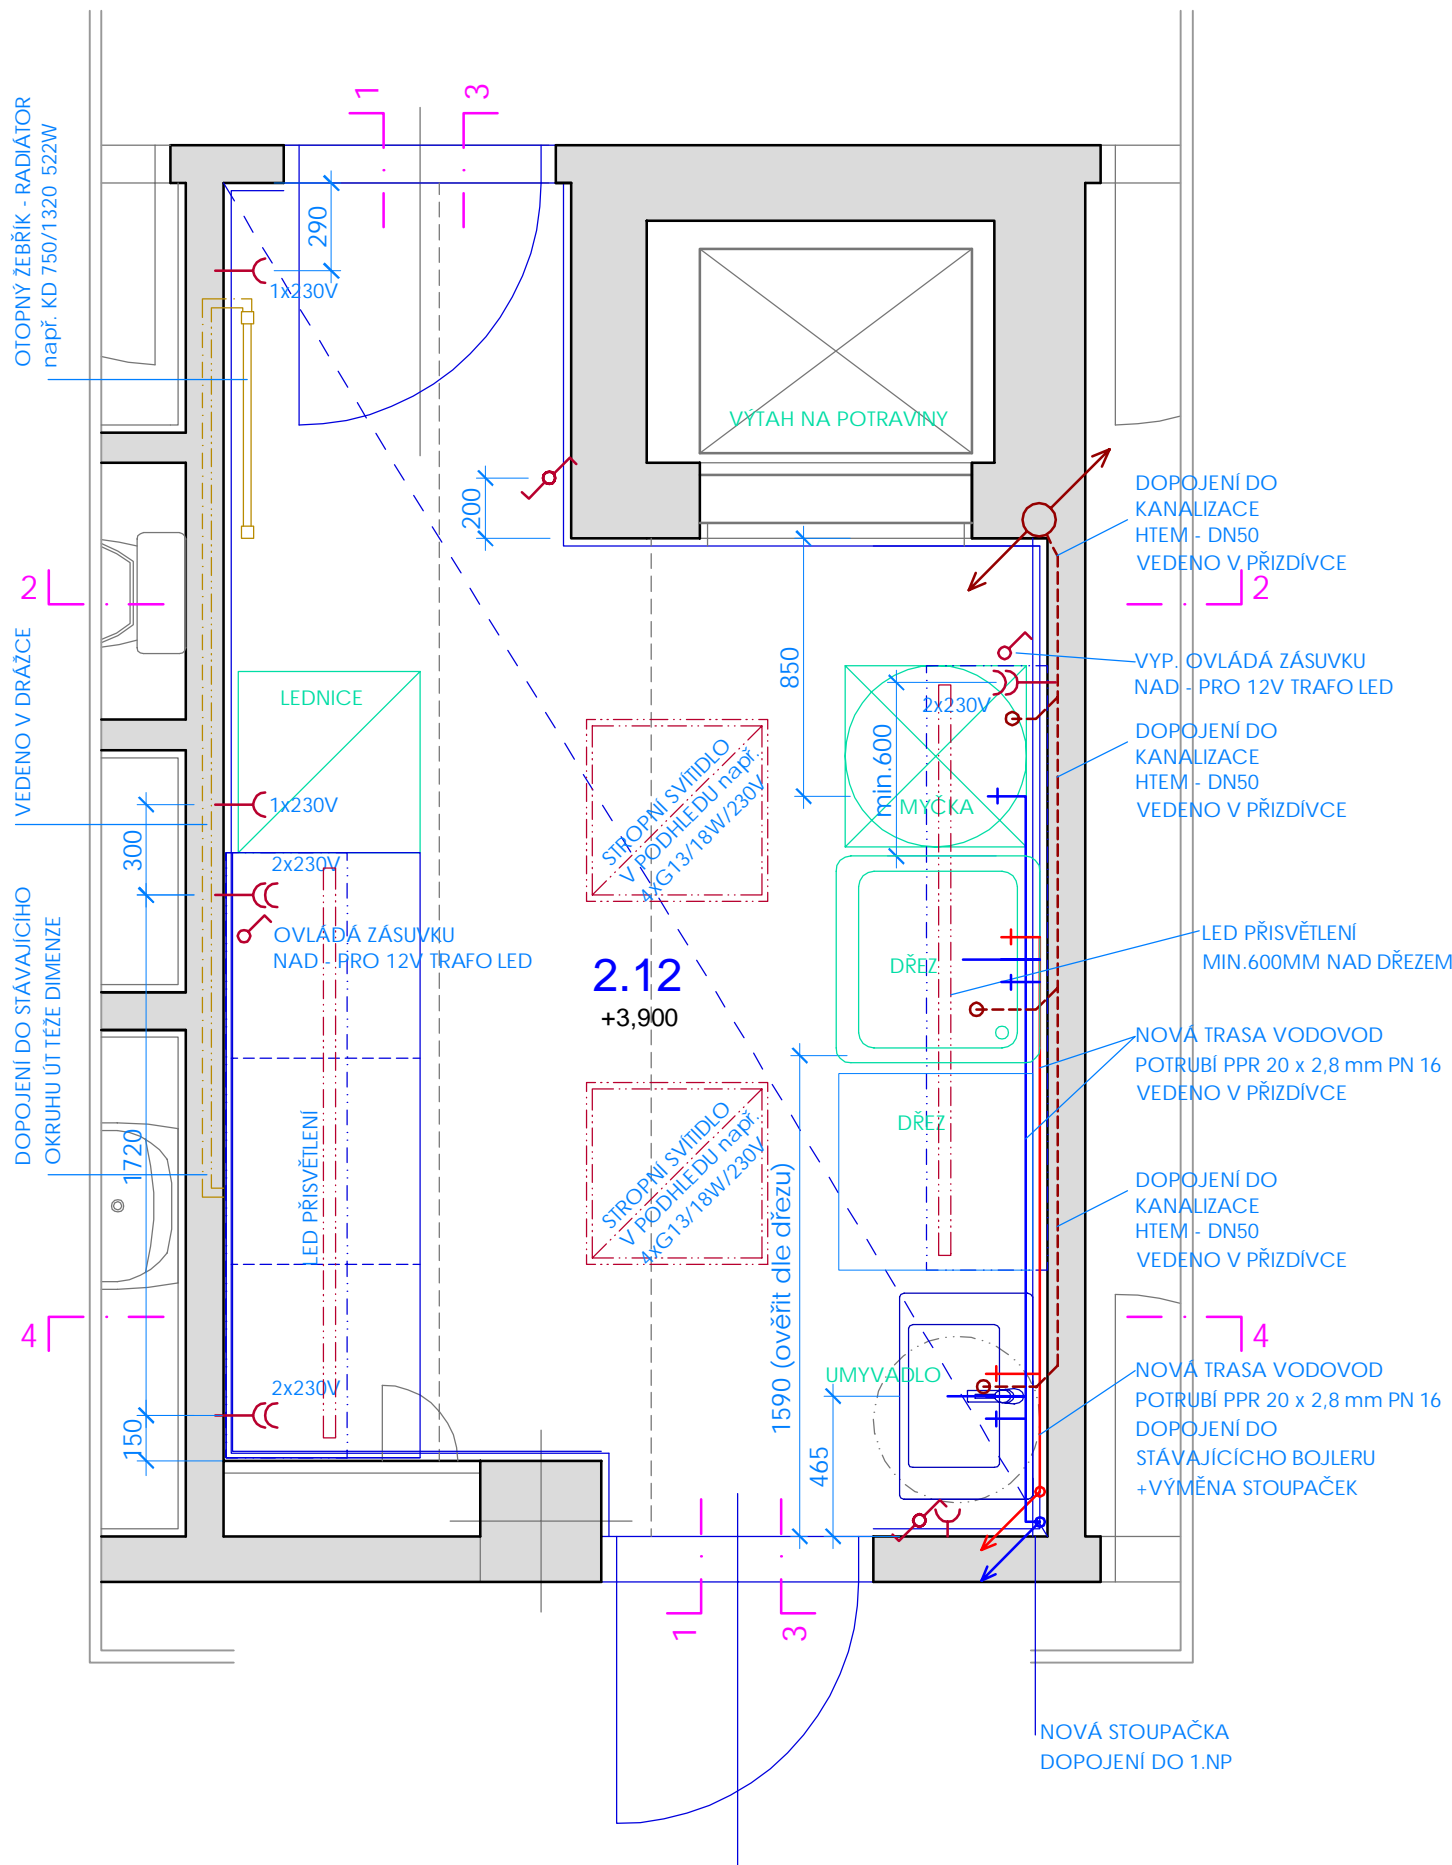 1
3
OTOPNÝ ŽEBŘÍK - RADIÁTOR
např. KD 750/1320 522W
290
1x230V
VÝTAH NA POTRAVINY
200
DOPOJENÍ DO
KANALIZACE
HTEM - DN50
VEDENO V PŘIZDÍVCE
2
2
VEDENO V DRÁŽCE
LEDNICE
850
VYP. OVLÁDÁ ZÁSUVKU
NAD - PRO 12V TRAFO LED
2x230V
min.600
DOPOJENÍ DO
KANALIZACE
HTEM - DN50
VEDENO V PŘIZDÍVCE
STROPNÍ SVÍTIDLO
V PODHLEDU např.
4xG13/18W/230V
MYČKA
1x230V
300
2x230V
DOPOJENÍ DO STÁVAJÍCÍHO
OKRUHU ÚT TÉŽE DIMENZE
OVLÁDÁ ZÁSUVKU
NAD - PRO 12V TRAFO LED
2.12
+3,900
DŘEZ
LED PŘISVĚTLENÍ
MIN.600MM NAD DŘEZEM
NOVÁ TRASA VODOVOD
POTRUBÍ PPR 20 x 2,8 mm PN 16
VEDENO V PŘIZDÍVCE
1720
LED PŘISVĚTLENÍ
STROPNÍ SVÍTIDLO
V PODHLEDU např.
4xG13/18W/230V
DŘEZ
1590 (ověřit dle dřezu)
DOPOJENÍ DO
KANALIZACE
HTEM - DN50
VEDENO V PŘIZDÍVCE
4
4
2x230V
150
UMYVADLO
465
NOVÁ TRASA VODOVOD
POTRUBÍ PPR 20 x 2,8 mm PN 16
DOPOJENÍ DO
STÁVAJÍCÍCHO BOJLERU
+VÝMĚNA STOUPAČEK
1
3
NOVÁ STOUPAČKA
DOPOJENÍ DO 1.NP